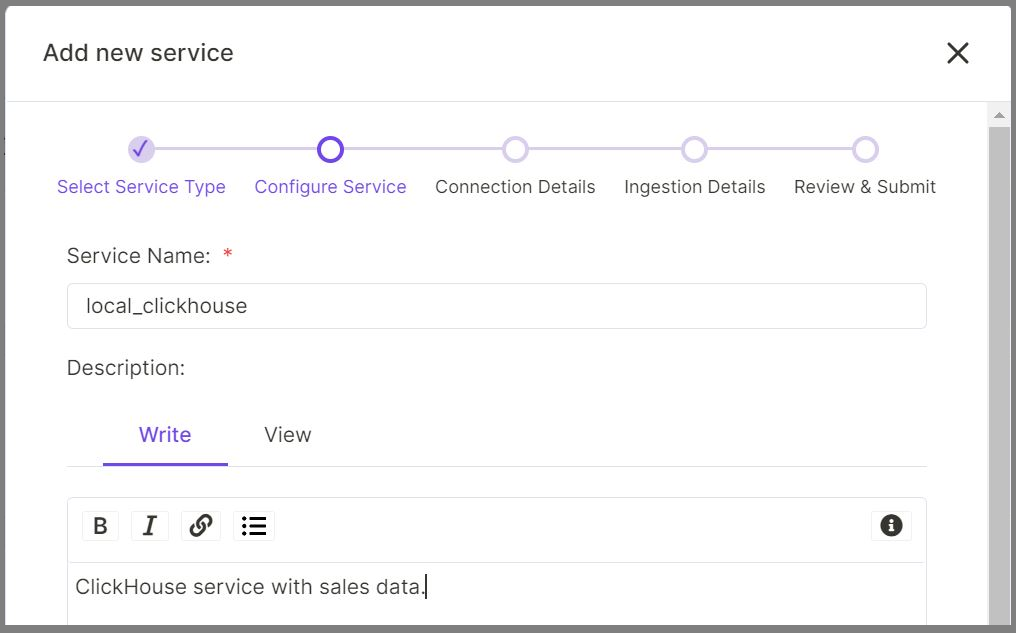 Add new service
Select Service Type Configure Service Connection Details Ingestion Details Review & Submit
Service Name: *
local_clickhouse
Description:
Write View
B I
ClickHouse service with sales data.